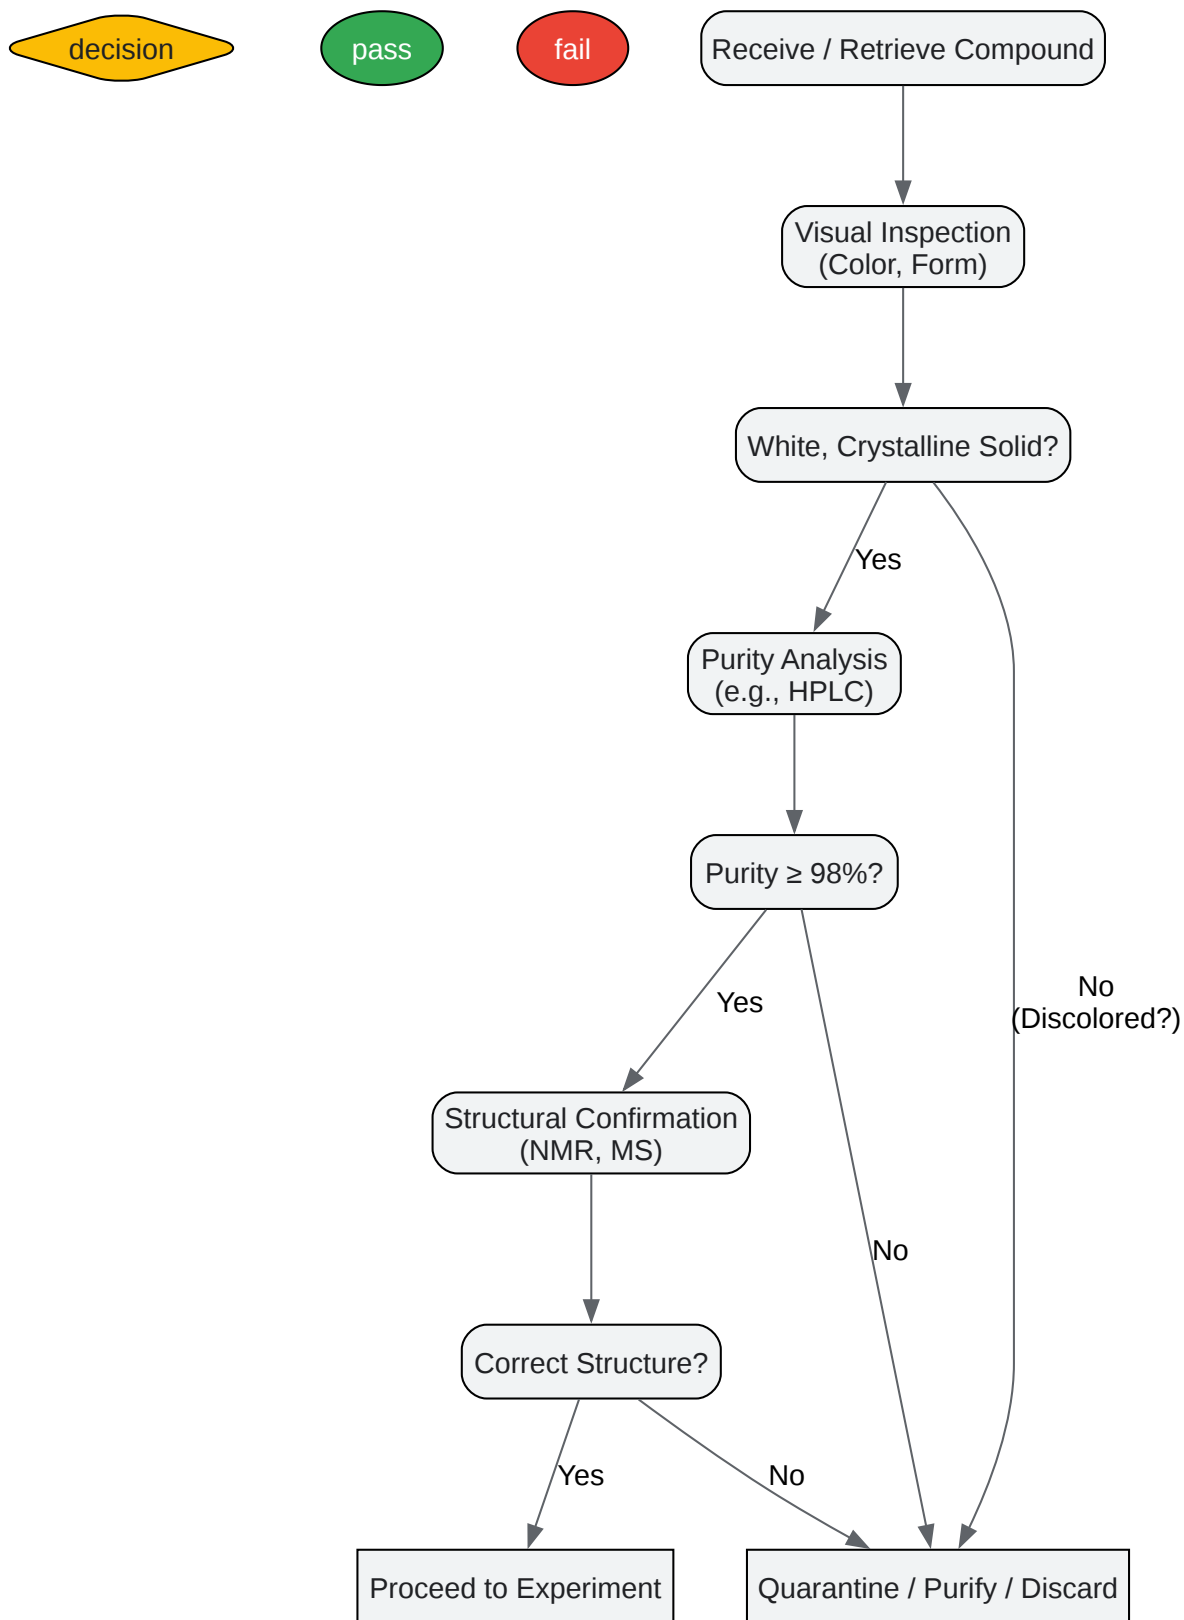 decision
pass
fail
Receive / Retrieve Compound
Visual Inspection
(Color, Form)
White, Crystalline Solid?
Yes
Purity Analysis
(e.g., HPLC)
Purity ≥ 98%?
Yes
No
(Discolored?)
Structural Confirmation
(NMR, MS)
No
Correct Structure?
Yes
No
Proceed to Experiment
Quarantine / Purify / Discard